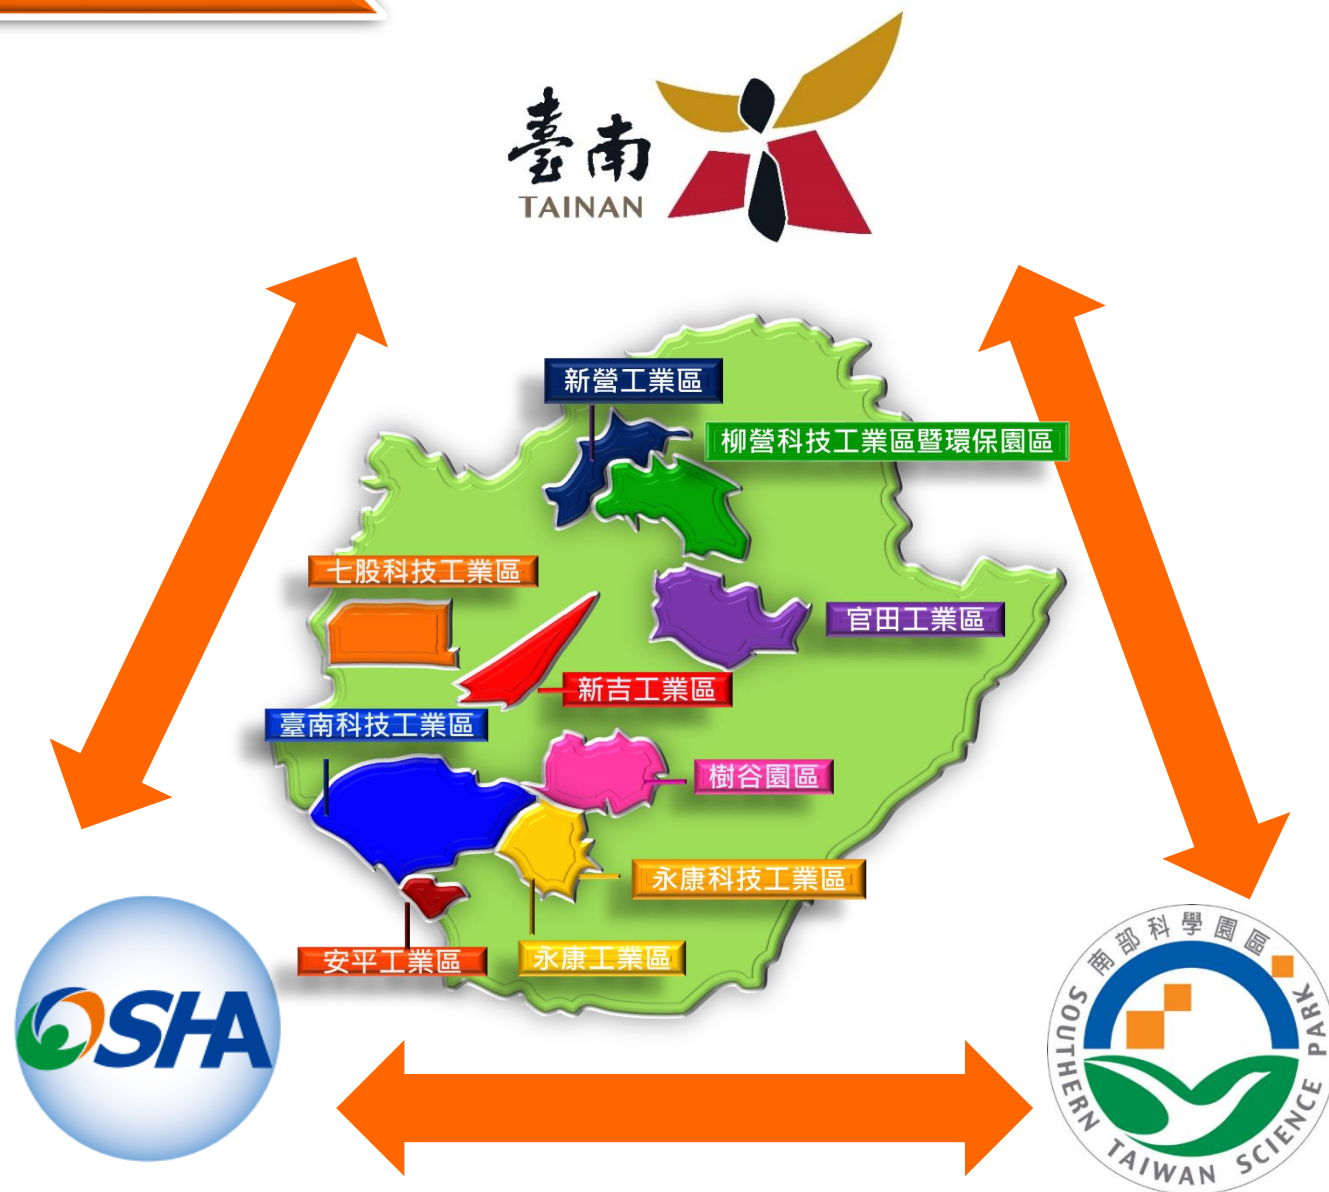 臺南
TAINAN
新營工業區
柳營科技工業區暨環保園區
七股科技工業區
官田工業區
新吉工業區
臺南科技工業區
樹谷園區
永康科技工業區
安平工業區
永康工業區
OSHA
南部科學園區
SOUTHERN TAIWAN SCIENCE PARK